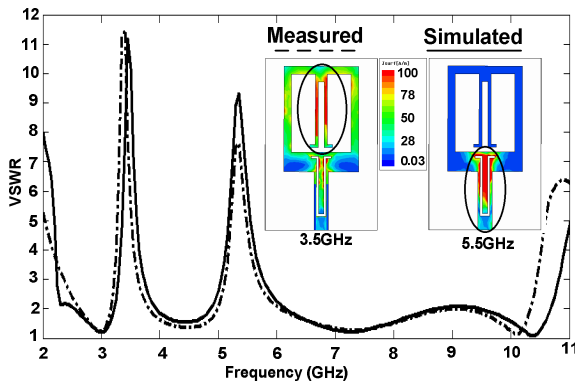 12
11
10
9
8
7
6
5
4
3
2
1
VSWR
Measured
Simulated
Jsurf[A/m]
100
78
50
28
0.03
3.5GHz
5.5GHz
2 3 4 5 6 7 8 9 10 11
Frequency (GHz)